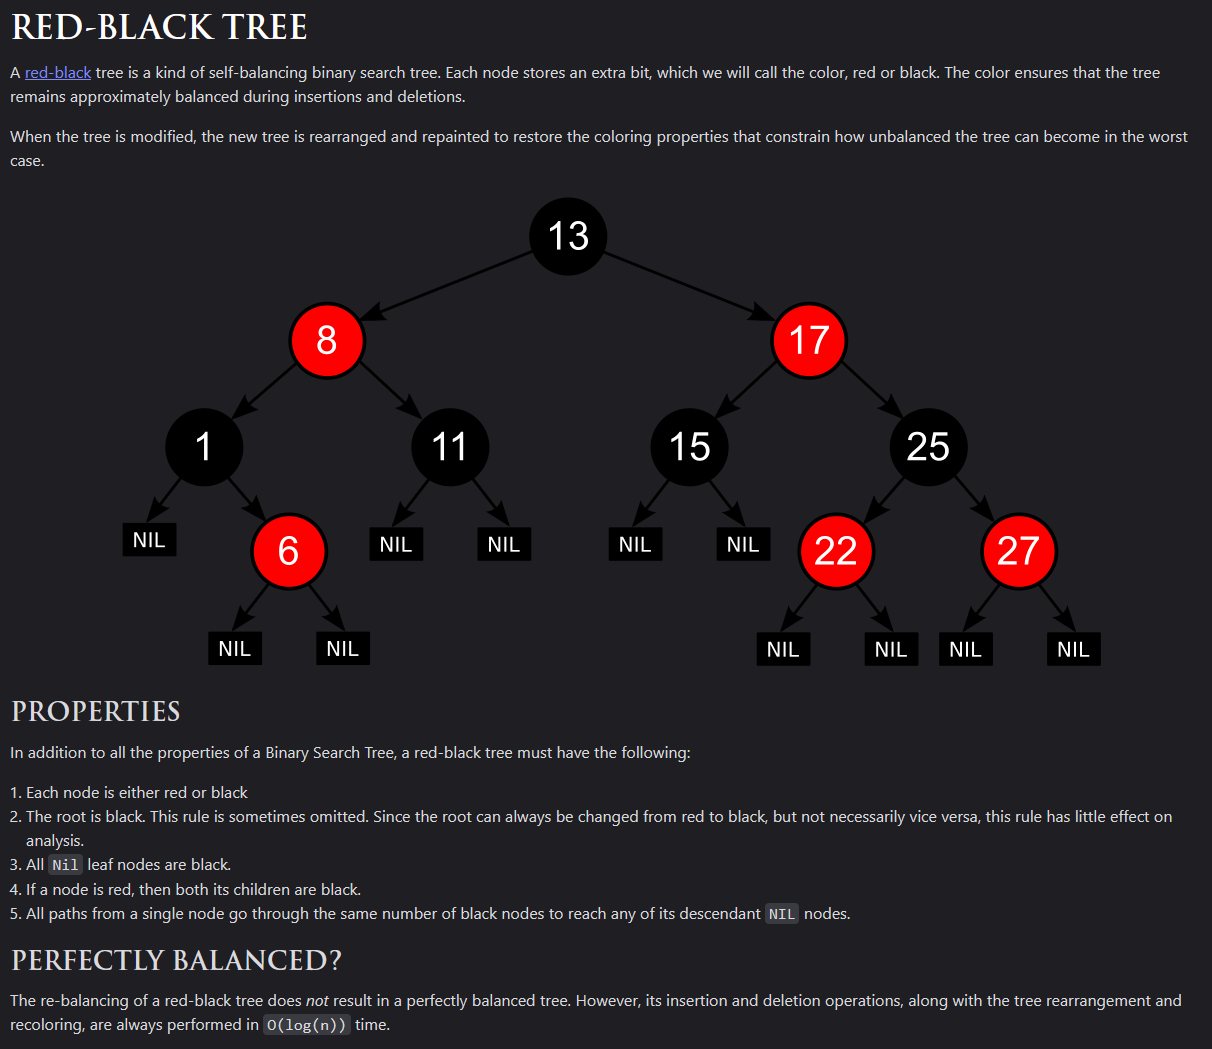 RED-BLACK TREE
A red-black tree is a kind of self-balancing binary search tree. Each node stores an extra bit, which we will call the color, red or black. The color ensures that the tree
remains approximately balanced during insertions and deletions.
When the tree is modified, the new tree is rearranged and repainted to restore the coloring properties that constrain how unbalanced the tree can become in the worst
case.
13
8 17
1 11 15 25
NIL 6 NIL NIL NIL NIL 22 27
NIL NIL NIL NIL NIL NIL
PROPERTIES
In addition to all the properties of a Binary Search Tree, a red-black tree must have the following:
1. Each node is either red or black
2. The root is black. This rule is sometimes omitted. Since the root can always be changed from red to black, but not necessarily vice versa, this rule has little effect on
analysis.
3. All Nil leaf nodes are black.
4. If a node is red, then both its children are black.
5. All paths from a single node go through the same number of black nodes to reach any of its descendant NIL nodes.
PERFECTLY BALANCED?
The re-balancing of a red-black tree does not result in a perfectly balanced tree. However, its insertion and deletion operations, along with the tree rearrangement and
recoloring, are always performed in O(log(n)) time.